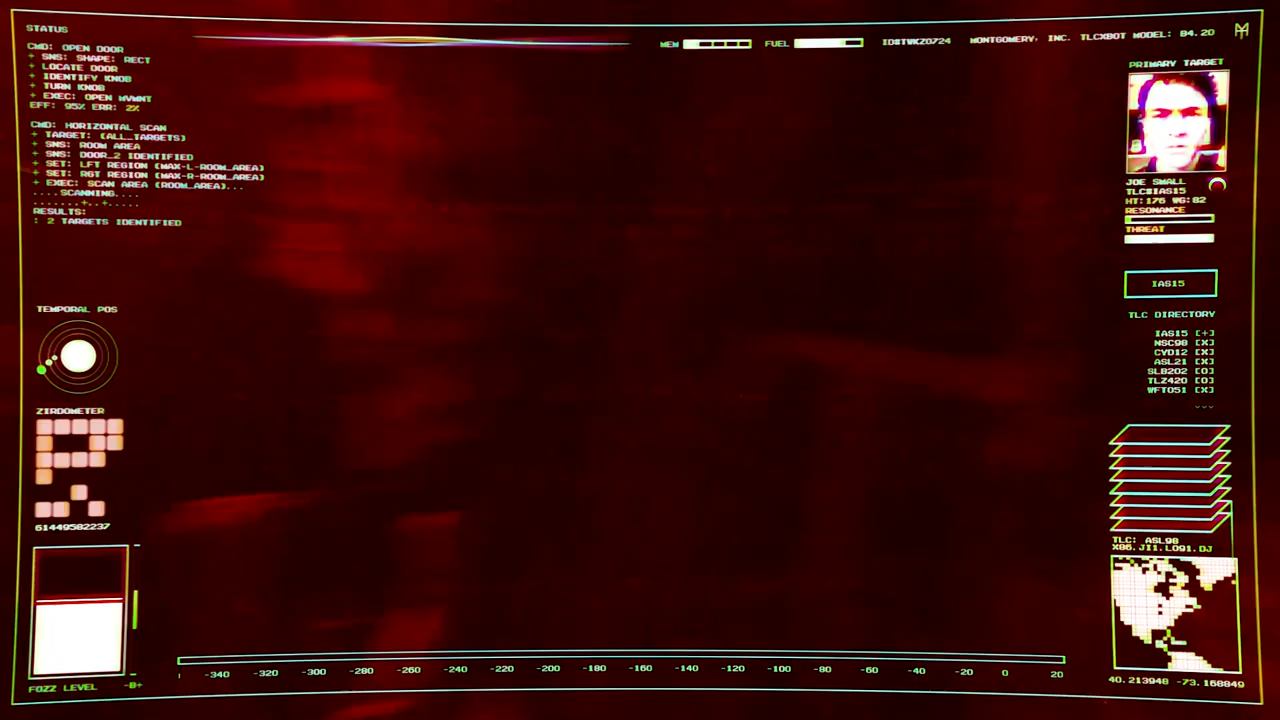 STATUS
CMD: OPEN DOOR
+ SNS: SHAPE: RECT
+ LOCATE DOOR
+ IDENTIFY KNOB
+ TURN KNOB
+ EXEC: OPEN MVMNT
EFF: 95% ERR: 2%
CMD: HORIZONTAL SCAN
+ TARGET: (ALL_TARGETS)
+ SNS: ROOM AREA
+ SNS: DOOR_2 IDENTIFIED
+ SET: LFT REGION (MAX-L-ROOM_AREA)
+ SET: RGT REGION (MAX-R-ROOM_AREA)
+ EXEC: SCAN AREA (ROOM_AREA)...
....SCANNING....
.......+..+.....
RESULTS:
: 2 TARGETS IDENTIFIED
TEMPORAL POS
ZIRDOMETER
61449582237
FOZZ LEVEL -B+
MEM FUEL ID#TWKZ0724 MONTGOMERY, INC. TLCXBOT MODEL: 84.20
PRIMARY TARGET
JOE SMALL
TLC#IAS15
HT:176 WG:82
RESONANCE
THREAT
IAS15
TLC DIRECTORY
IAS15 [+]
NSC98 [X]
CYD12 [X]
ASL21 [X]
SLB202 [O]
TLZ420 [O]
WFT051 [X]
TLC: ASL98
X86.JI1.LO91.DJ
40.213948 -73.168849
-340 -320 -300 -280 -260 -240 -220 -200 -180 -160 -140 -120 -100 -80 -60 -40 -20 0 20